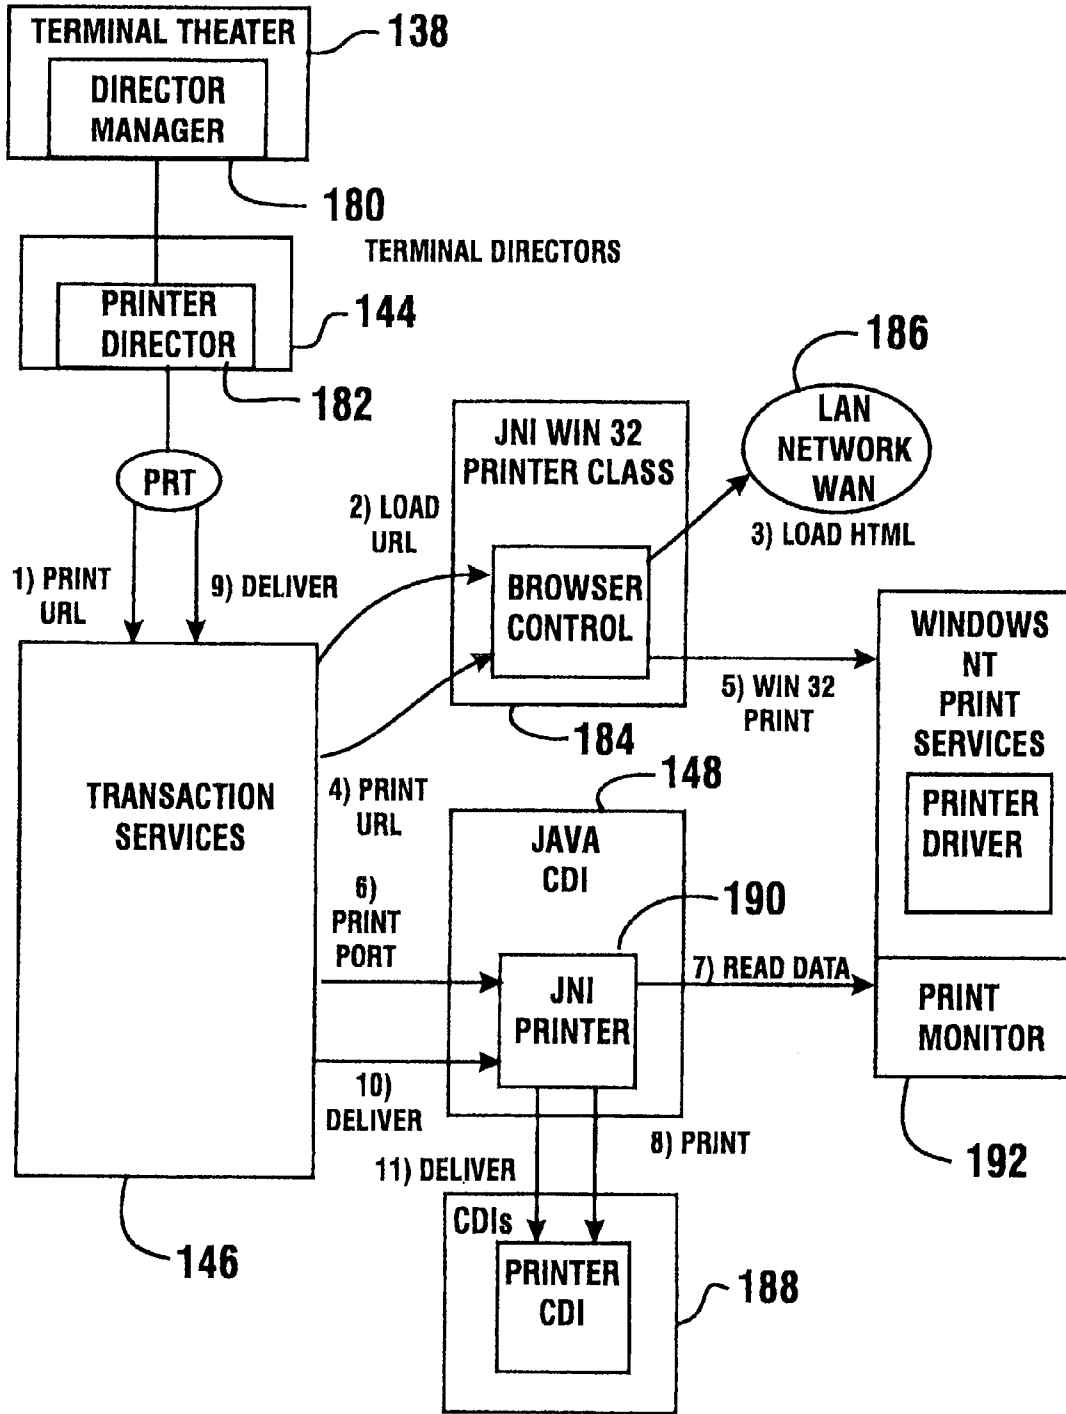 TERMINAL THEATER
138
DIRECTOR
MANAGER
180
TERMINAL DIRECTORS
PRINTER
DIRECTOR
144
182
PRT
1) PRINT
URL
9) DELIVER
2) LOAD
URL
JNI WIN 32
PRINTER CLASS
BROWSER
CONTROL
184
186
LAN
NETWORK
WAN
3) LOAD HTML
5) WIN 32
PRINT
WINDOWS
NT
PRINT
SERVICES
PRINTER
DRIVER
PRINT
MONITOR
192
TRANSACTION
SERVICES
146
4) PRINT
URL
6)
PRINT
PORT
10)
DELIVER
148
JAVA
CDI
190
JNI
PRINTER
7) READ DATA
8) PRINT
11) DELIVER
CDIs
PRINTER
CDI
188